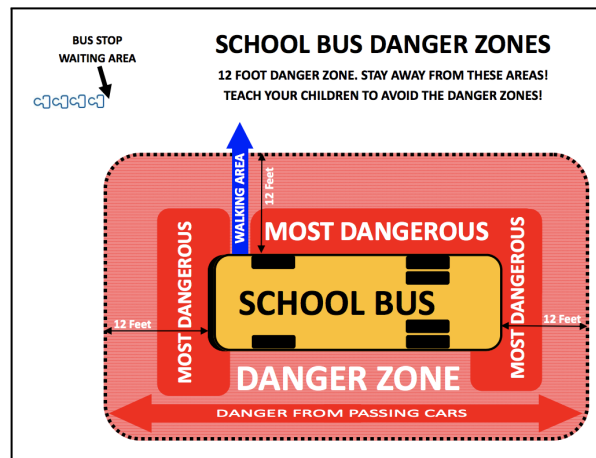 BUS STOP
WAITING AREA
SCHOOL BUS DANGER ZONES
12 FOOT DANGER ZONE. STAY AWAY FROM THESE AREAS!
TEACH YOUR CHILDREN TO AVOID THE DANGER ZONES!
WALKING AREA
12 Feet
MOST DANGEROUS
MOST DANGEROUS
MOST DANGEROUS
SCHOOL BUS
12 Feet
12 Feet
DANGER ZONE
DANGER FROM PASSING CARS